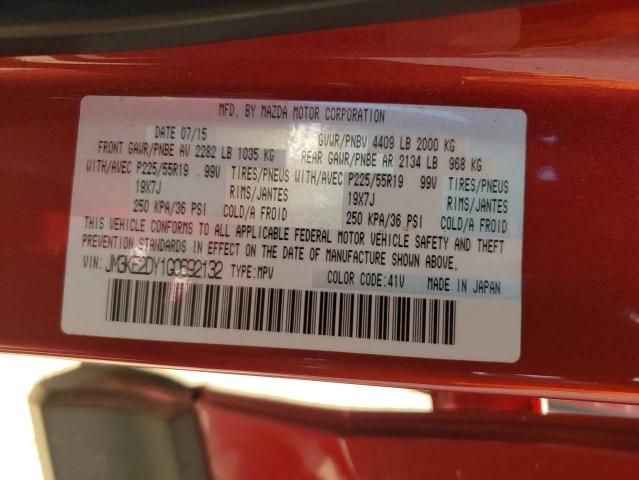 MFD. BY MAZDA MOTOR CORPORATION
DATE 07/15 GVWR/PNBV 4409 LB 2000 KG
FRONT GAWR/PNBE AV 2282 LB 1035 KG REAR GAWR/PNBE AR 2134 LB 968 KG
WITH/AVEC P225/55R19 99V TIRES/PNEUS WITH/AVEC P225/55R19 99V TIRES/PNEUS
19X7J RIMS/JANTES 19X7J RIMS/JANTES
250 KPA/36 PSI COLD/A FROID 250 KPA/36 PSI COLD/A FROID
THIS VEHICLE CONFORMS TO ALL APPLICABLE FEDERAL MOTOR VEHICLE SAFETY AND THEFT
PREVENTION STANDARDS IN EFFECT ON THE DATE OF MANUFACTURE SHOWN ABOVE.
VIN: JM3KE2DY1G0692132 TYPE:MPV COLOR CODE:41V MADE IN JAPAN